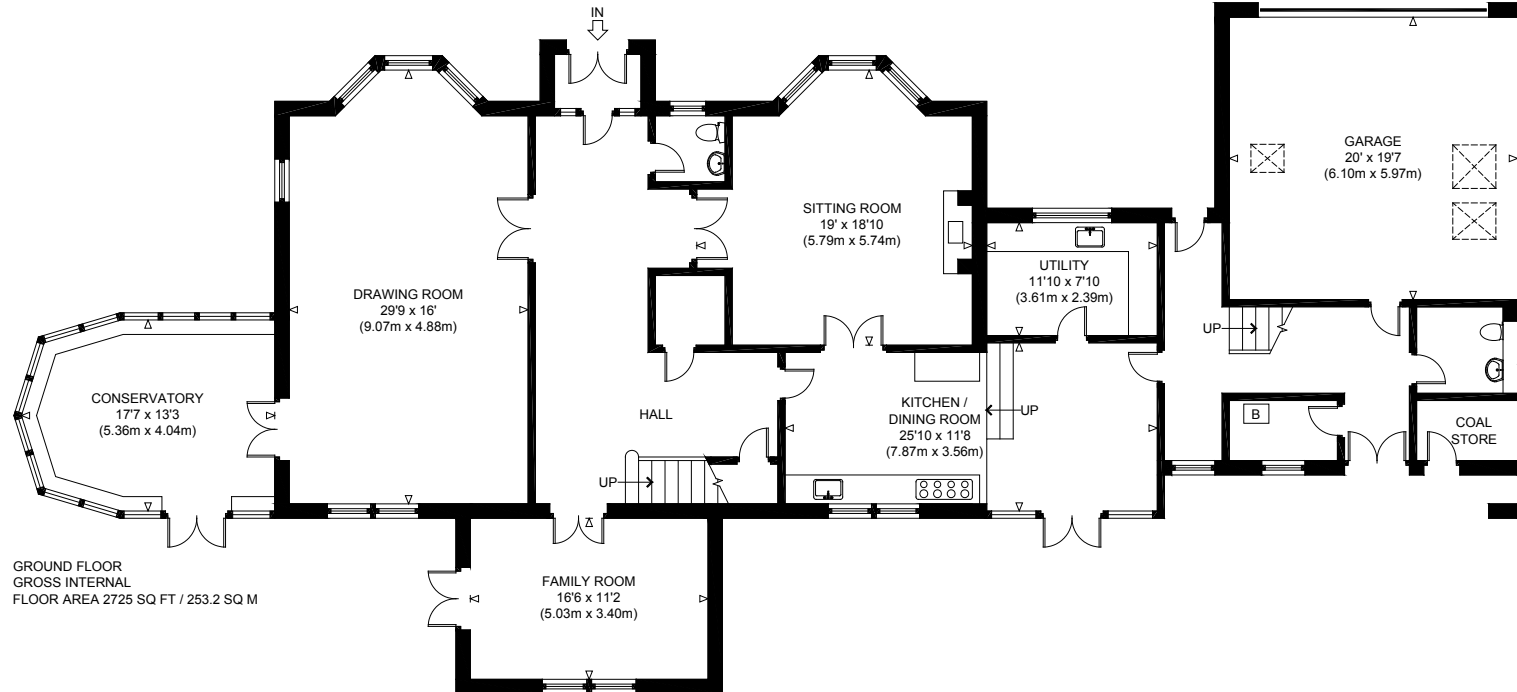 IN
GARAGE
20' x 19'7
(6.10m x 5.97m)
SITTING ROOM
19' x 18'10
(5.79m x 5.74m)
UTILITY
11'10 x 7'10
(3.61m x 2.39m)
DRAWING ROOM
29'9 x 16'
(9.07m x 4.88m)
UP
CONSERVATORY
17'7 x 13'3
(5.36m x 4.04m)
HALL
KITCHEN /
DINING ROOM
25'10 x 11'8
(7.87m x 3.56m)
UP
B
COAL
STORE
UP
GROUND FLOOR
GROSS INTERNAL
FLOOR AREA 2725 SQ FT / 253.2 SQ M
FAMILY ROOM
16'6 x 11'2
(5.03m x 3.40m)